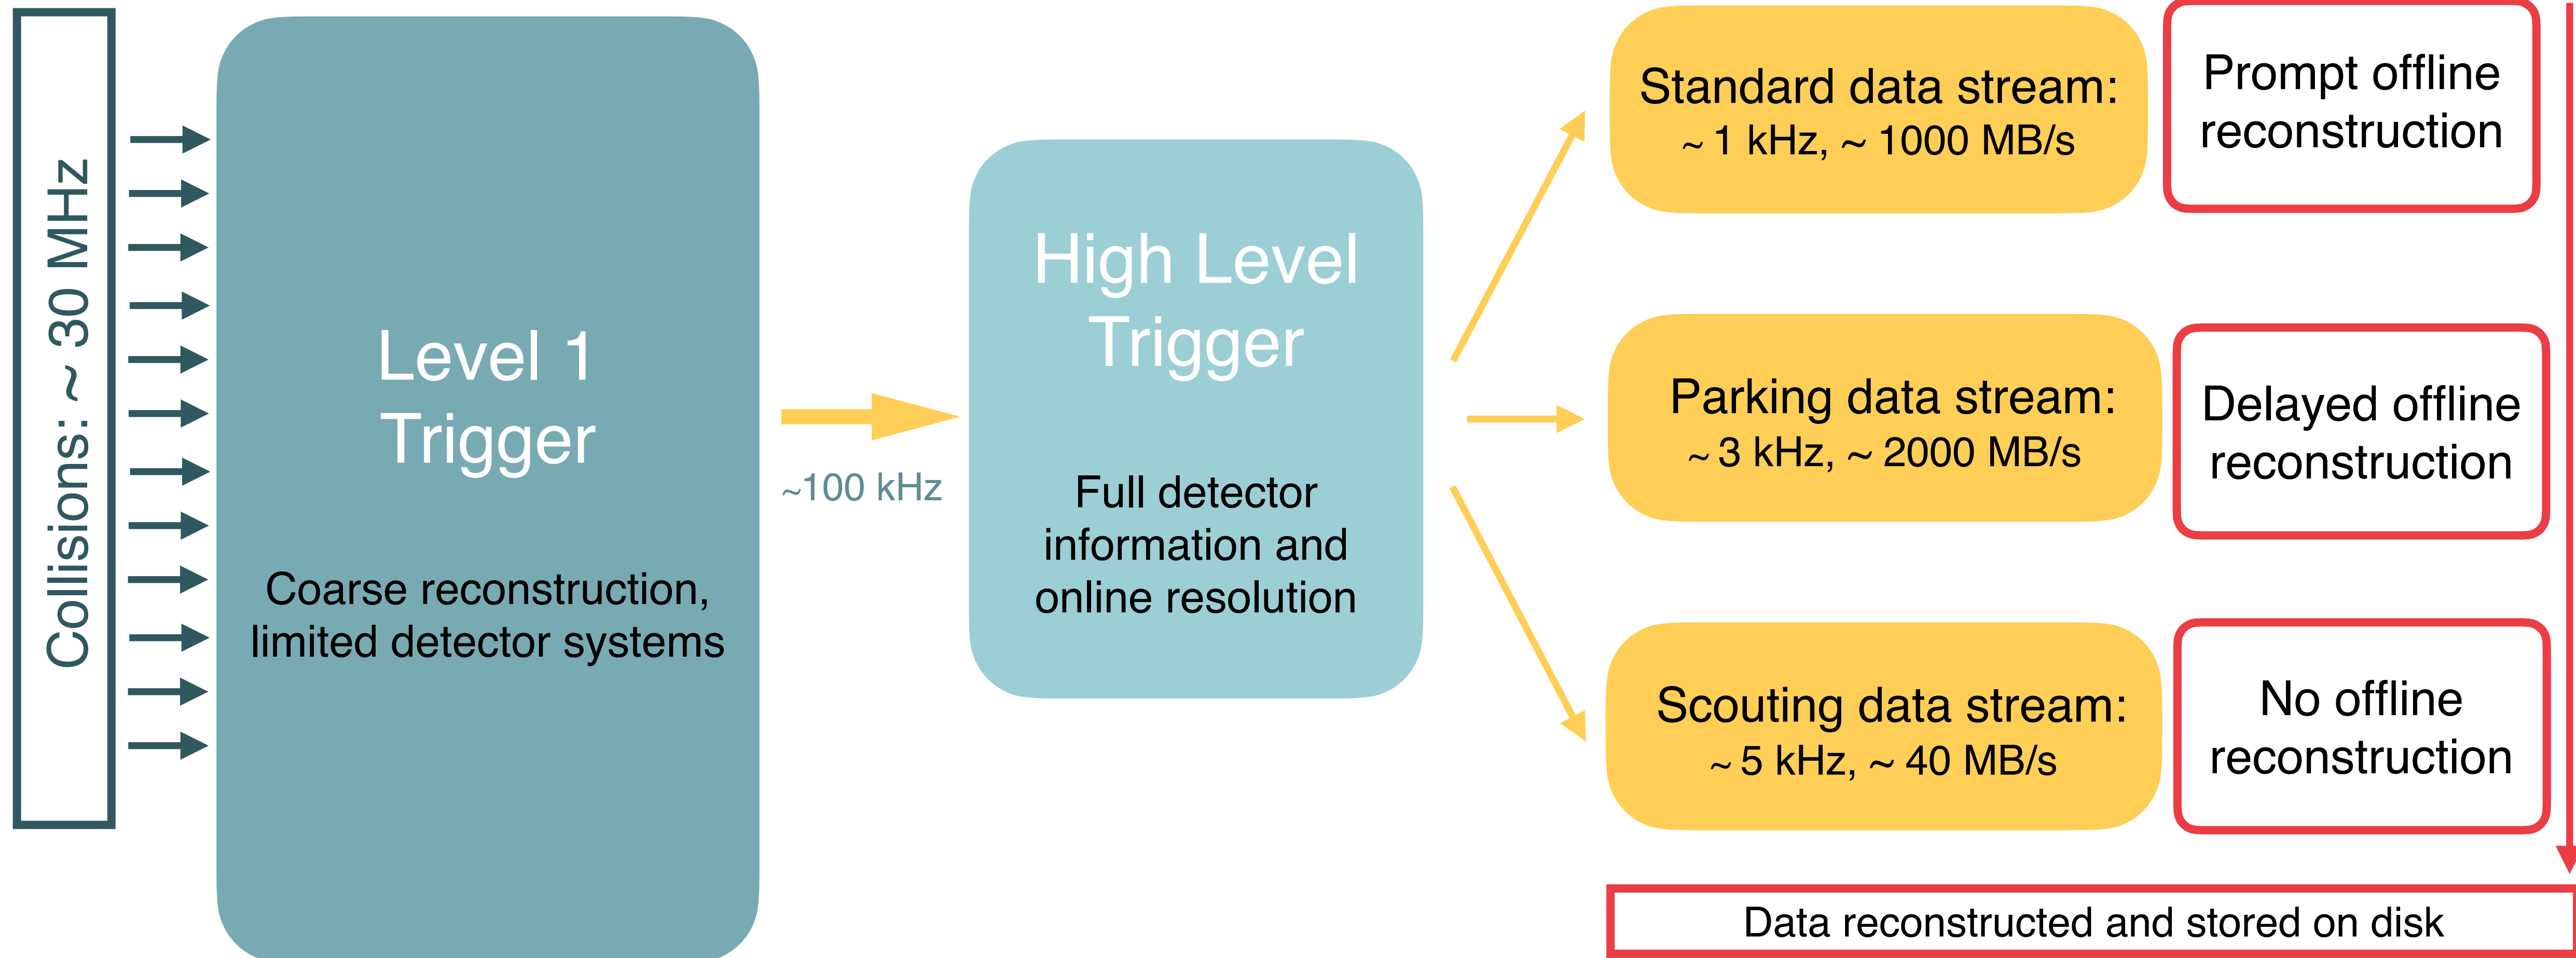 Collisions: ~ 30 MHz
Level 1
Trigger
Coarse reconstruction,
limited detector systems
~100 kHz
High Level
Trigger
Full detector
information and
online resolution
Standard data stream:
~ 1 kHz, ~ 1000 MB/s
Prompt offline
reconstruction
Parking data stream:
~ 3 kHz, ~ 2000 MB/s
Delayed offline
reconstruction
Scouting data stream:
~ 5 kHz, ~ 40 MB/s
No offline
reconstruction
Data reconstructed and stored on disk